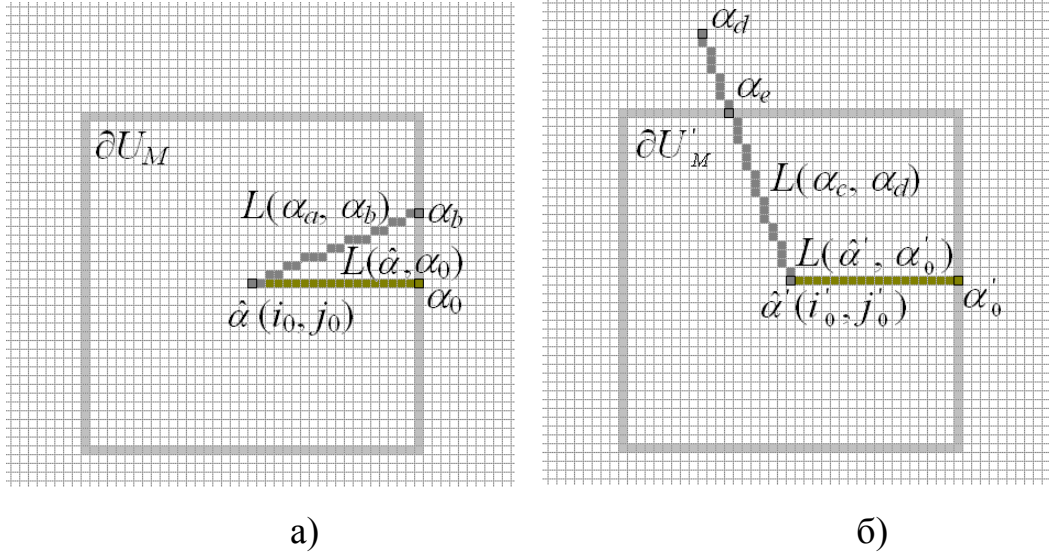 ∂U_M
L(α_a, α_b)
α_b
L(α̂, α_0)
α_0
α̂ (i_0, j_0)
а)
α_d
α_e
∂U'_M
L(α_c, α_d)
L(α̂', α'_0)
α'_0
α̂' (i'_0, j'_0)
б)